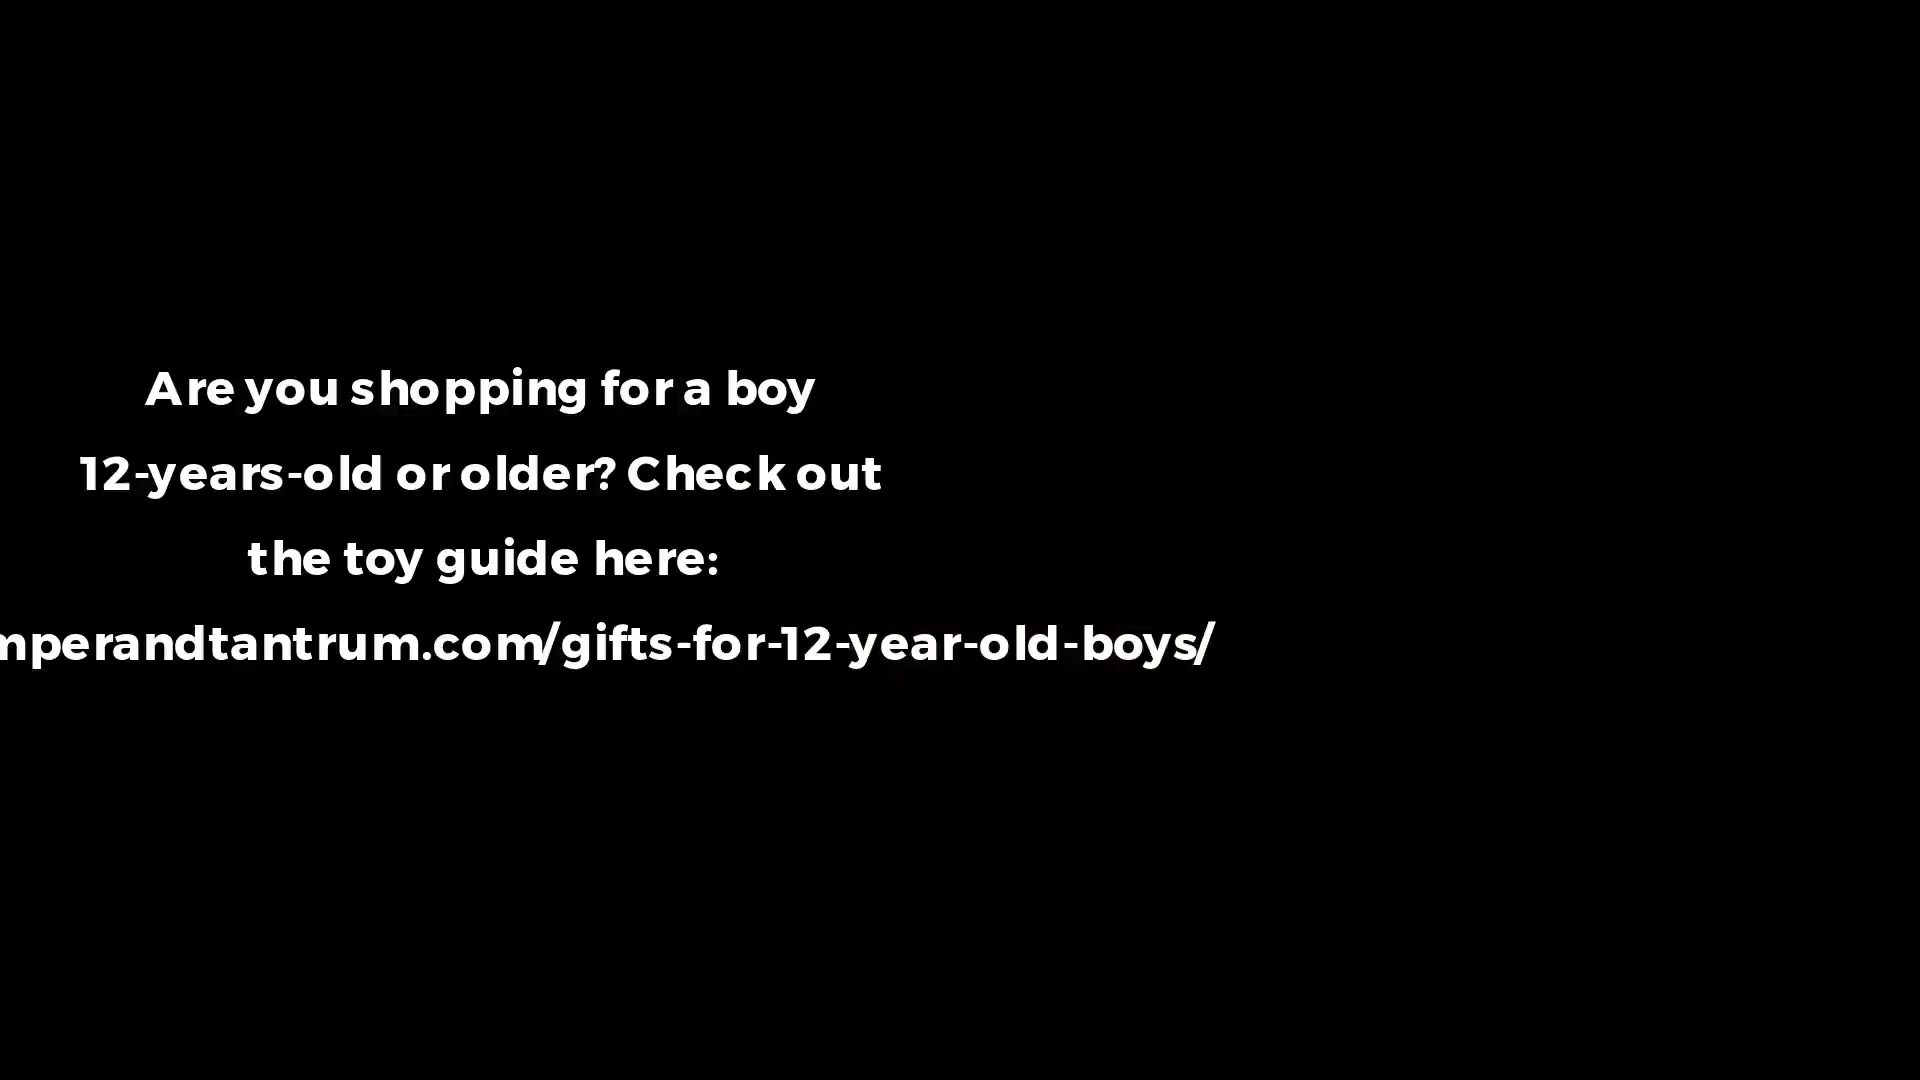 Are you shopping for a boy
12-years-old or older? Check out
the toy guide here:
mperandtantrum.com/gifts-for-12-year-old-boys/